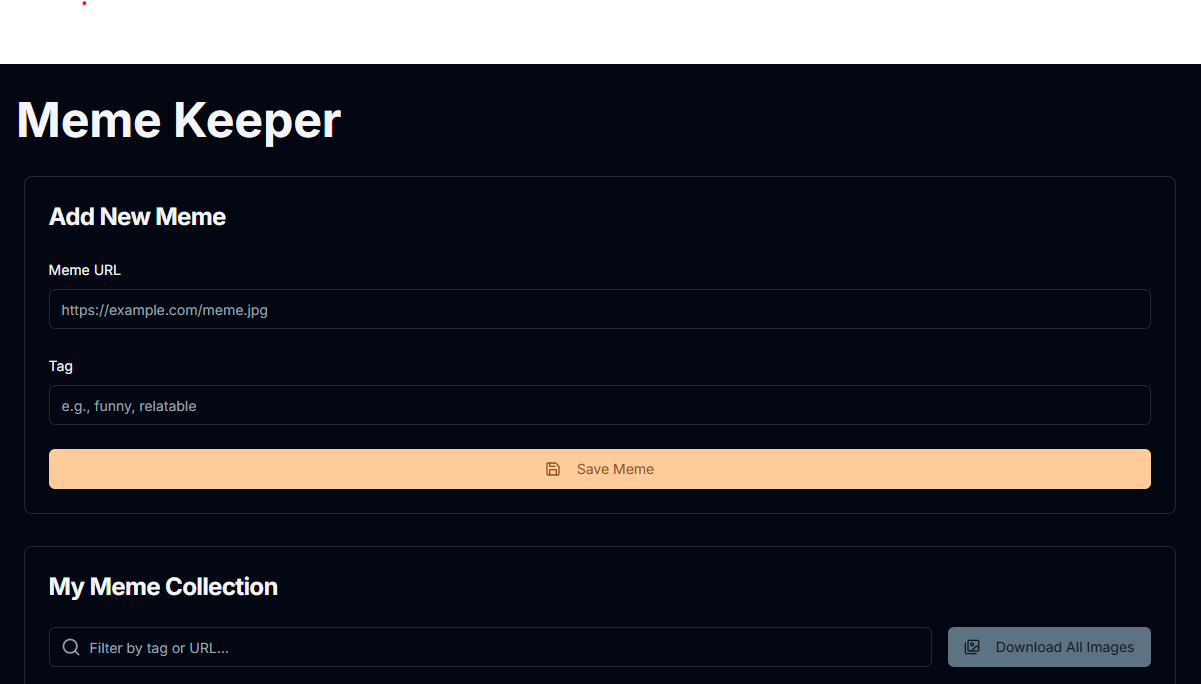 Meme Keeper
Add New Meme
Meme URL
https://example.com/meme.jpg
Tag
e.g., funny, relatable
Save Meme
My Meme Collection
Filter by tag or URL...
Download All Images